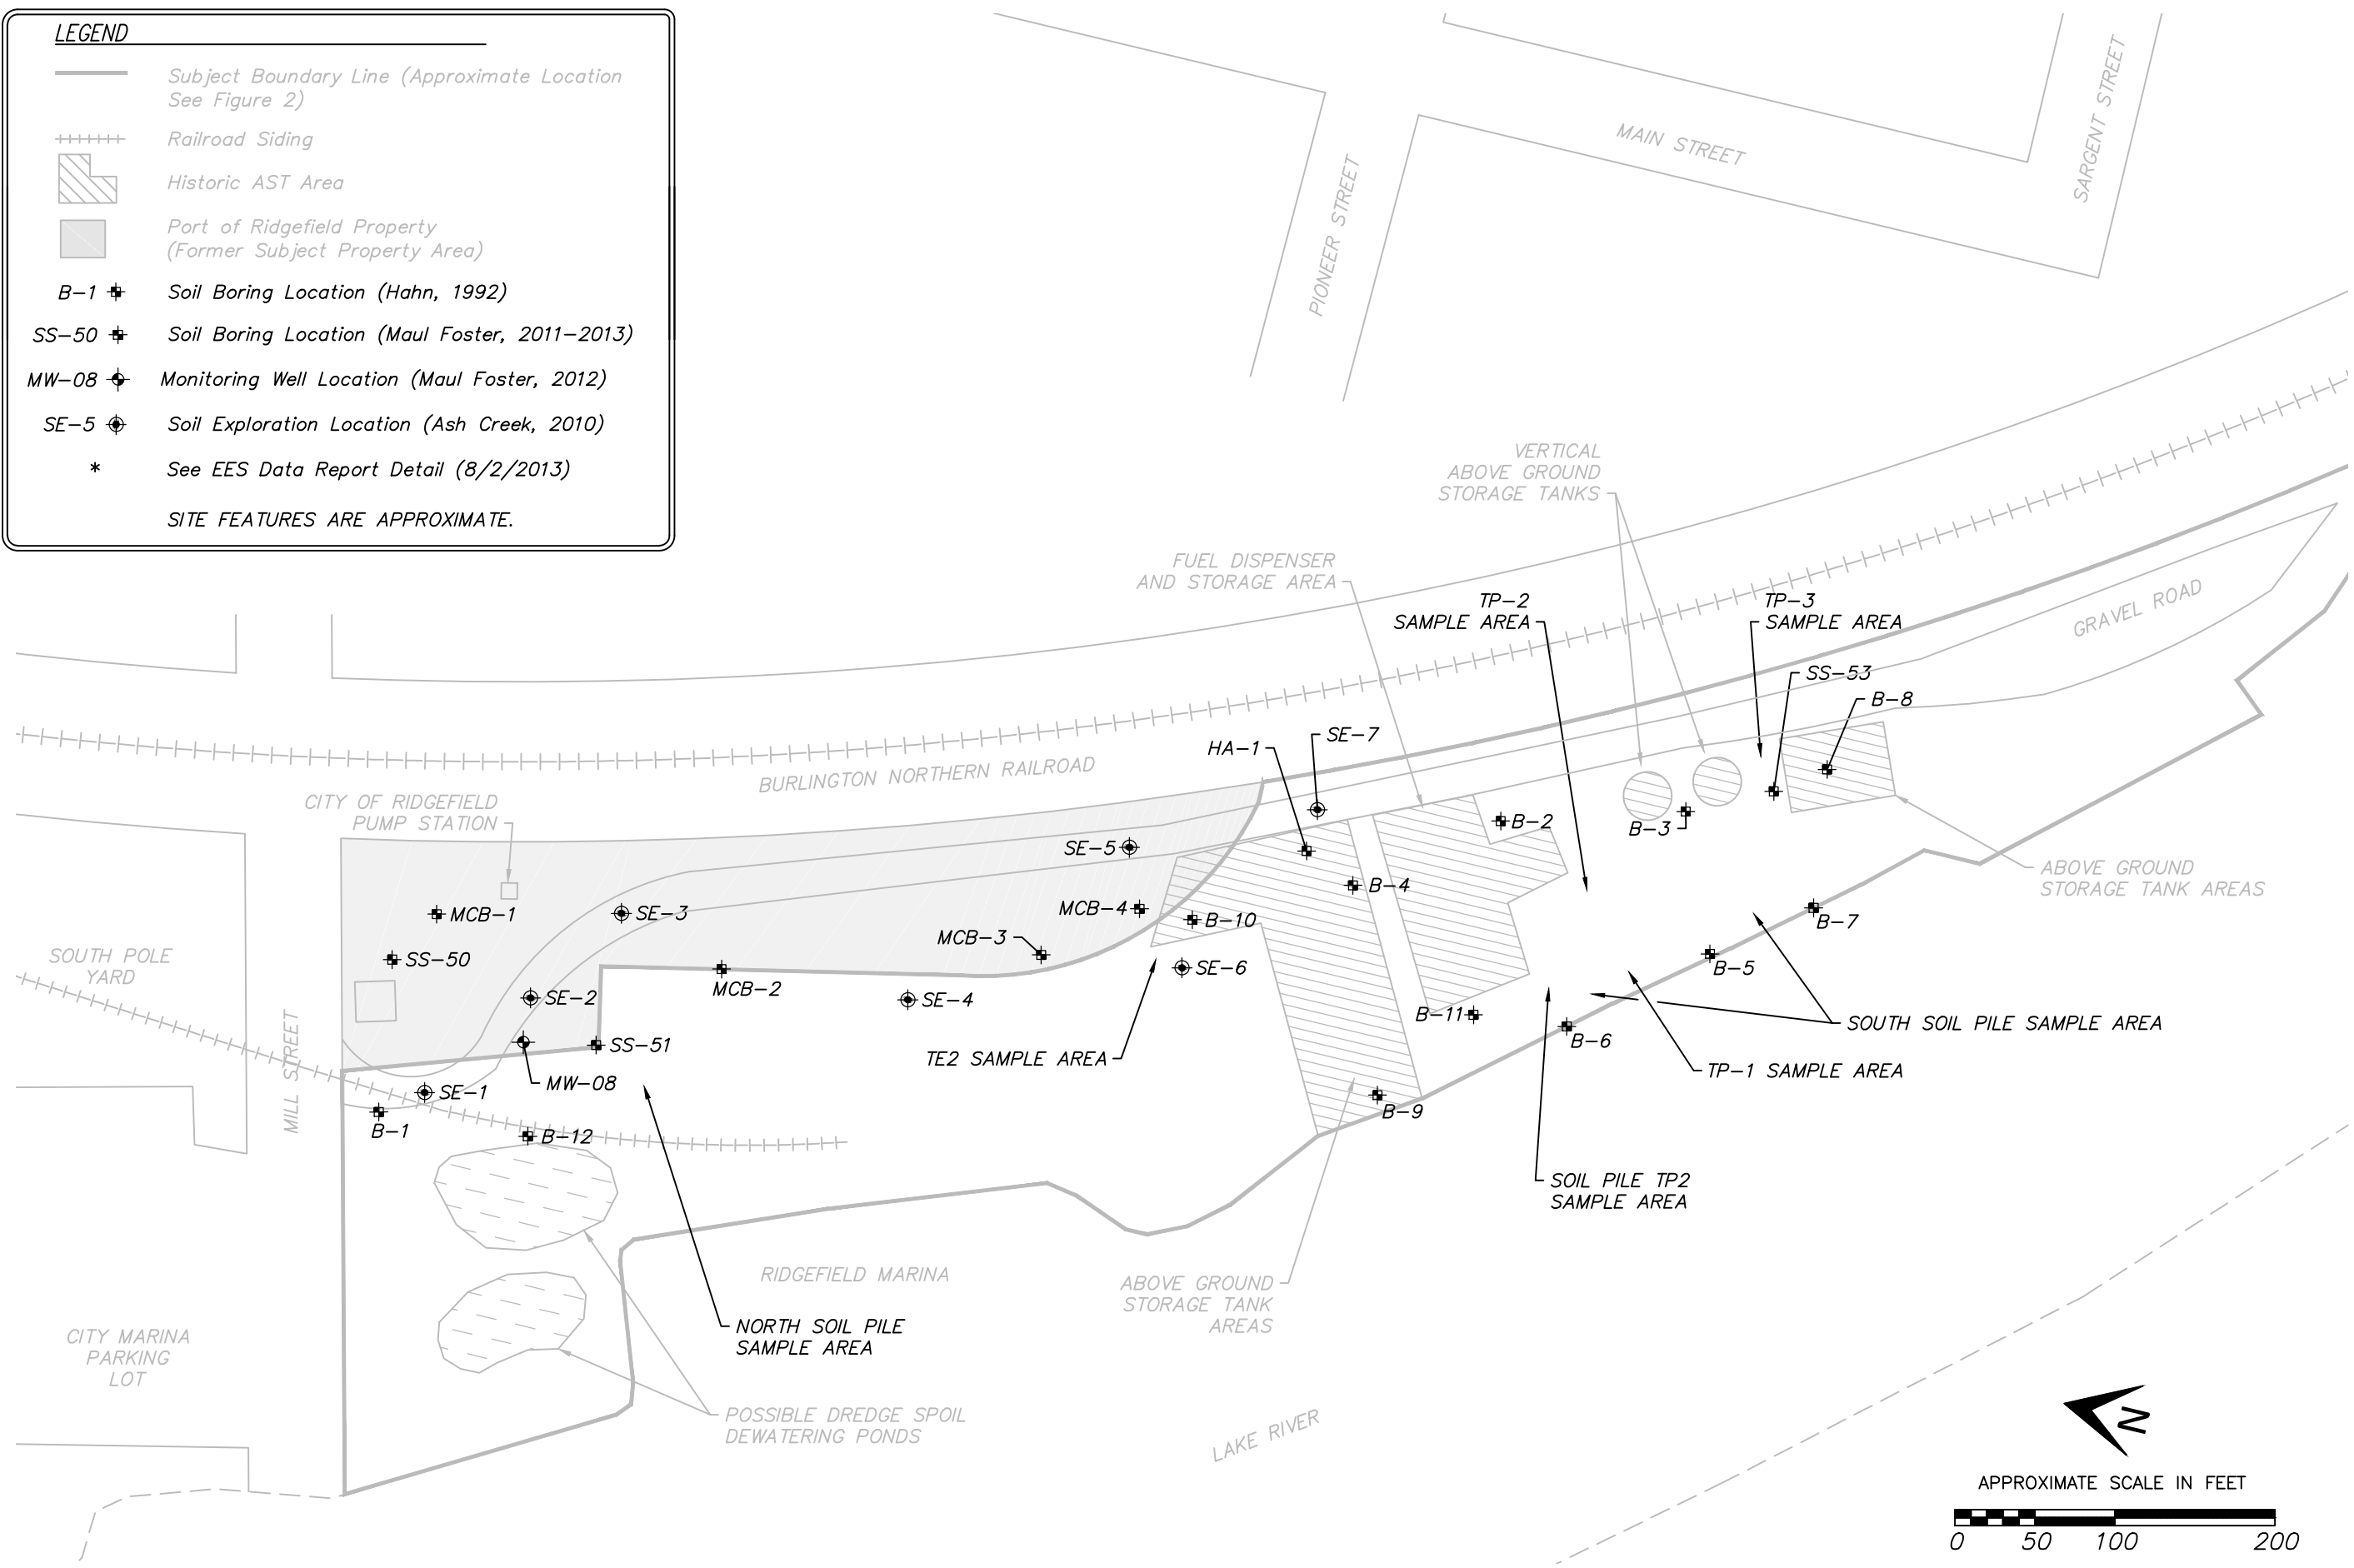 LEGEND
Subject Boundary Line (Approximate Location
See Figure 2)
Railroad Siding
Historic AST Area
Port of Ridgefield Property
(Former Subject Property Area)
B-1 Soil Boring Location (Hahn, 1992)
SS-50 Soil Boring Location (Maul Foster, 2011-2013)
MW-08 Monitoring Well Location (Maul Foster, 2012)
SE-5 Soil Exploration Location (Ash Creek, 2010)
* See EES Data Report Detail (8/2/2013)
SITE FEATURES ARE APPROXIMATE.
MAIN STREET
SARGENT STREET
PIONEER STREET
VERTICAL
ABOVE GROUND
STORAGE TANKS
FUEL DISPENSER
AND STORAGE AREA
TP-2
SAMPLE AREA
TP-3
SAMPLE AREA
GRAVEL ROAD
SS-53
B-8
SE-7
HA-1
BURLINGTON NORTHERN RAILROAD
CITY OF RIDGEFIELD
PUMP STATION
B-2
B-3
SE-5
ABOVE GROUND
STORAGE TANK AREAS
B-4
MCB-1
SE-3
MCB-4
B-10
B-7
MCB-3
SOUTH POLE
YARD
SS-50
SE-6
B-5
MCB-2
SE-2
SE-4
B-11
SOUTH SOIL PILE SAMPLE AREA
B-6
SS-51
TE2 SAMPLE AREA
TP-1 SAMPLE AREA
MILL STREET
MW-08
SE-1
B-9
B-1
B-12
SOIL PILE TP2
SAMPLE AREA
RIDGEFIELD MARINA
ABOVE GROUND
STORAGE TANK
AREAS
NORTH SOIL PILE
SAMPLE AREA
CITY MARINA
PARKING
LOT
POSSIBLE DREDGE SPOIL
DEWATERING PONDS
LAKE RIVER
N
APPROXIMATE SCALE IN FEET
0 50 100 200